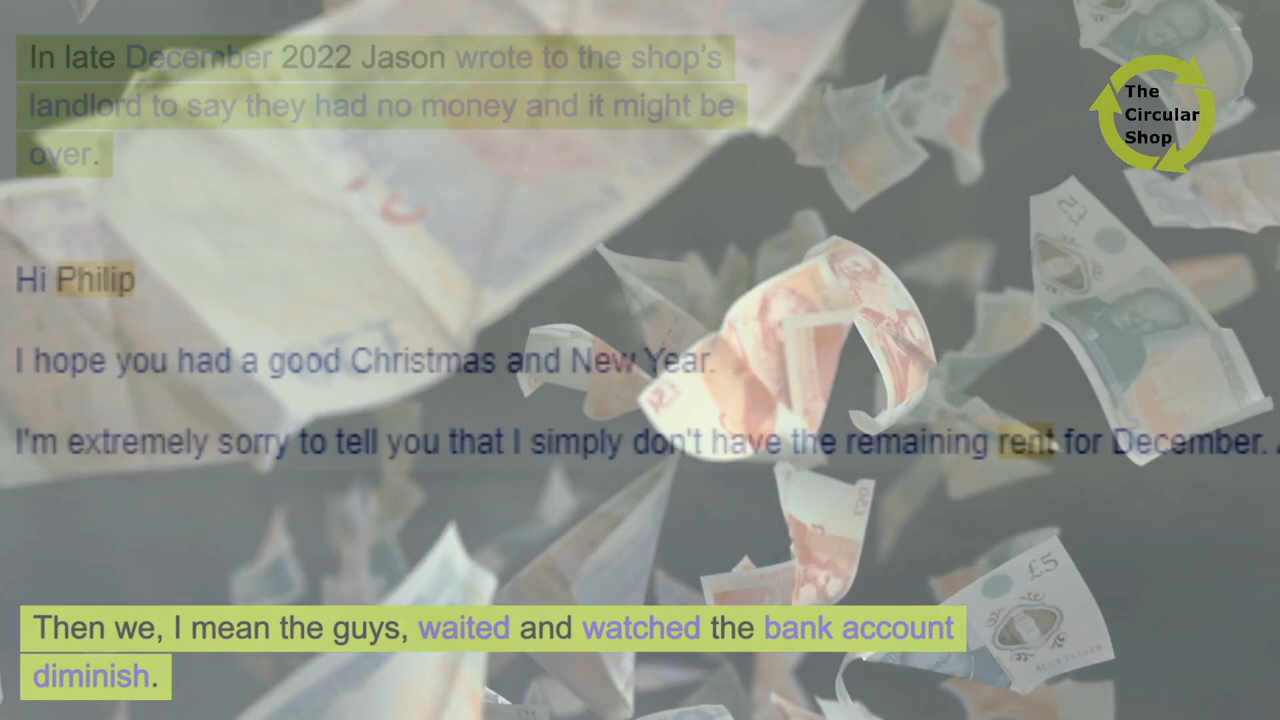 In late December 2022 Jason wrote to the shop's
landlord to say they had no money and it might be
over.
The
Circular
Shop
Hi Philip
I hope you had a good Christmas and New Year.
I'm extremely sorry to tell you that I simply don't have the remaining rent for December.
£5
Then we, I mean the guys, waited and watched the bank account
diminish.